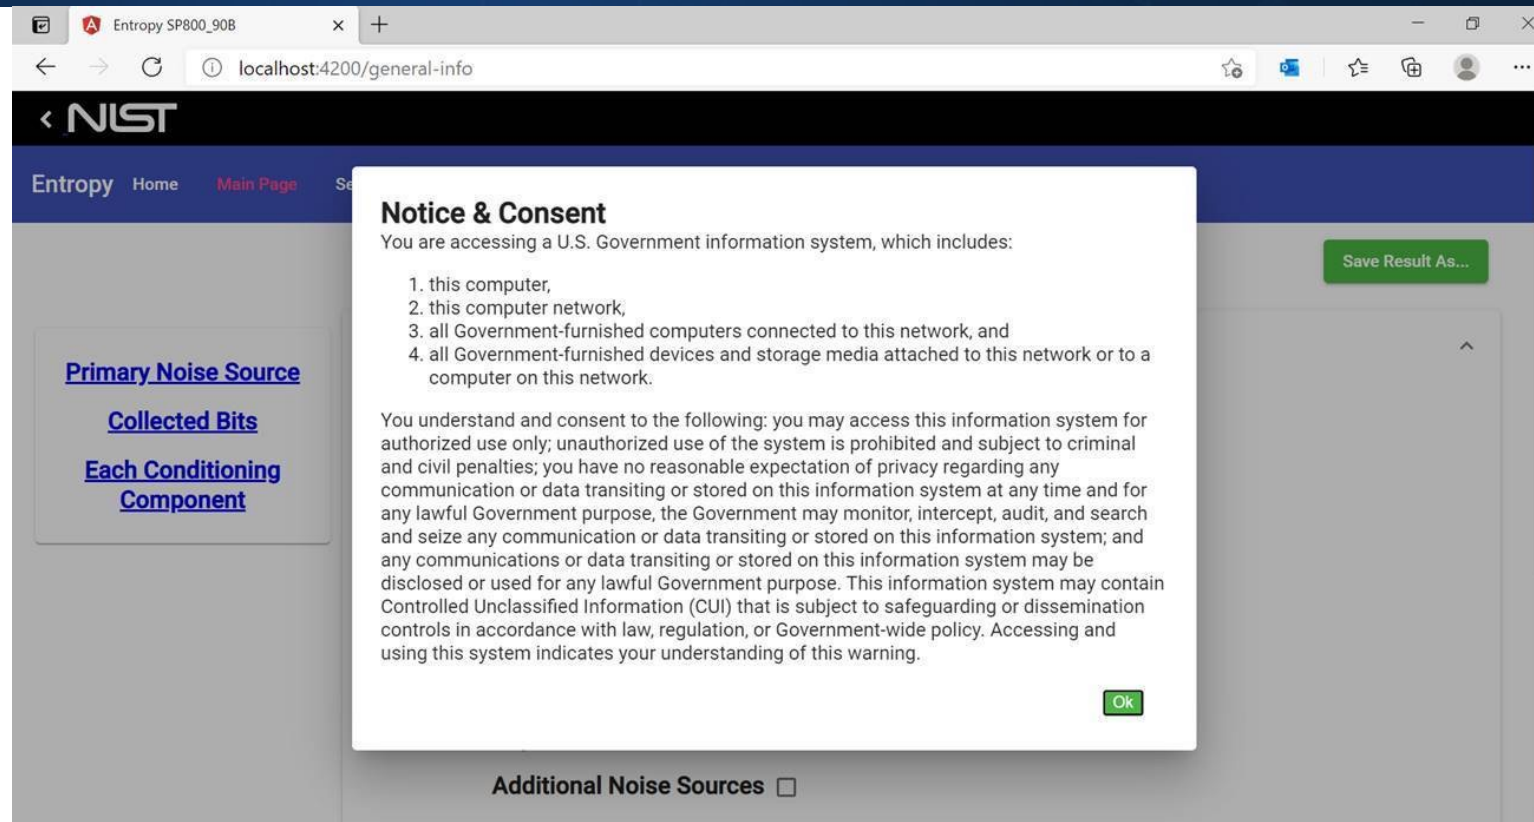 Entropy SP800_90B
localhost:4200/general-info
NIST
Entropy Home Main Page Se
Notice & Consent
You are accessing a U.S. Government information system, which includes:
1. this computer,
2. this computer network,
3. all Government-furnished computers connected to this network, and
4. all Government-furnished devices and storage media attached to this network or to a
computer on this network.
You understand and consent to the following: you may access this information system for
authorized use only; unauthorized use of the system is prohibited and subject to criminal
and civil penalties; you have no reasonable expectation of privacy regarding any
communication or data transiting or stored on this information system at any time and for
any lawful Government purpose, the Government may monitor, intercept, audit, and search
and seize any communication or data transiting or stored on this information system; and
any communications or data transiting or stored on this information system may be
disclosed or used for any lawful Government purpose. This information system may contain
Controlled Unclassified Information (CUI) that is subject to safeguarding or dissemination
controls in accordance with law, regulation, or Government-wide policy. Accessing and
using this system indicates your understanding of this warning.
Ok
Save Result As...
Primary Noise Source
Collected Bits
Each Conditioning
Component
Additional Noise Sources